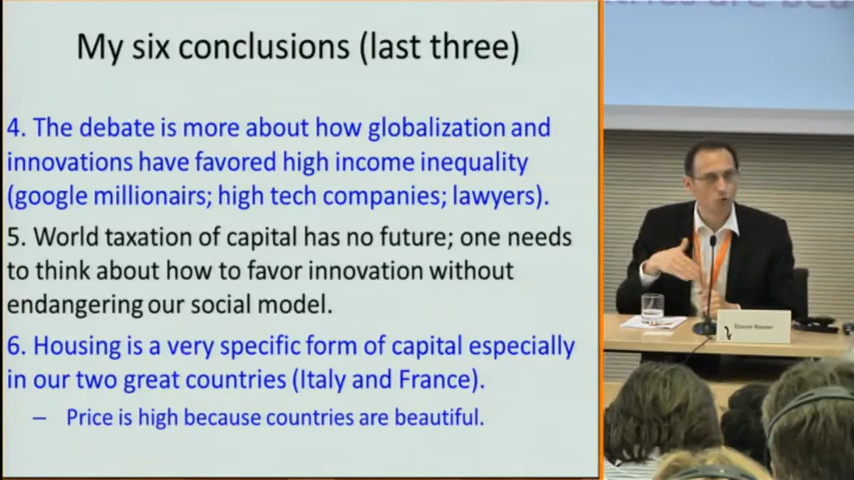 My six conclusions (last three)
4. The debate is more about how globalization and
innovations have favored high income inequality
(google millionairs; high tech companies; lawyers).
5. World taxation of capital has no future; one needs
to think about how to favor innovation without
endangering our social model.
6. Housing is a very specific form of capital especially
in our two great countries (Italy and France).
– Price is high because countries are beautiful.